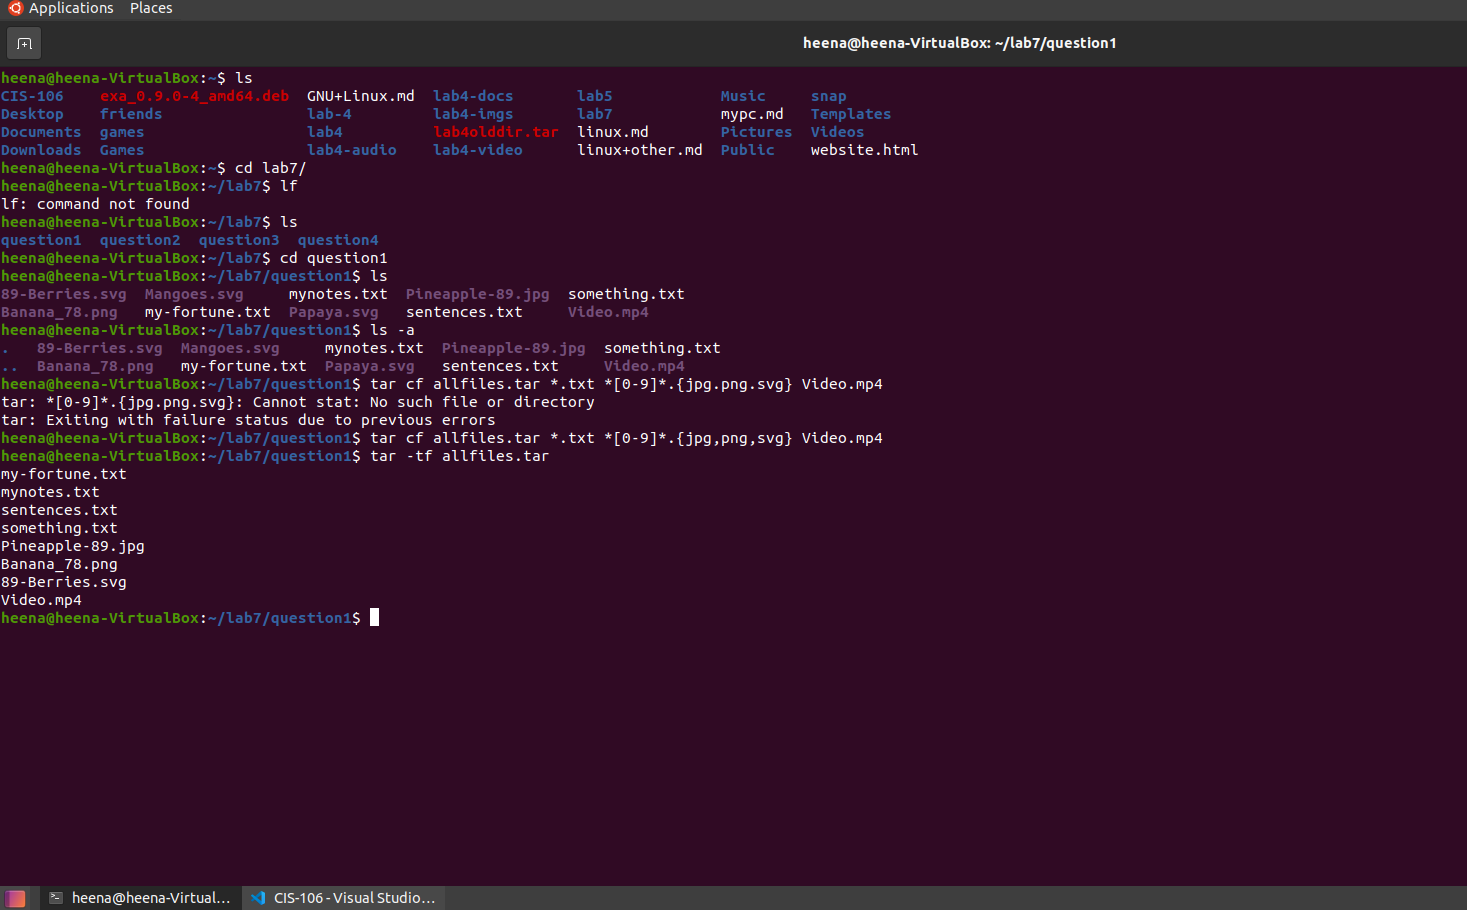 Applications Places
heena@heena-VirtualBox: ~/lab7/question1
heena@heena-VirtualBox:~$ ls
CIS-106 exa_0.9.0-4_amd64.deb GNU+Linux.md lab4-docs lab5 Music snap
Desktop friends lab-4 lab4-imgs lab7 mypc.md Templates
Documents games lab4 lab4olddir.tar linux.md Pictures Videos
Downloads Games lab4-audio lab4-video linux+other.md Public website.html
heena@heena-VirtualBox:~$ cd lab7/
heena@heena-VirtualBox:~/lab7$ lf
lf: command not found
heena@heena-VirtualBox:~/lab7$ ls
question1 question2 question3 question4
heena@heena-VirtualBox:~/lab7$ cd question1
heena@heena-VirtualBox:~/lab7/question1$ ls
89-Berries.svg Mangoes.svg mynotes.txt Pineapple-89.jpg something.txt
Banana_78.png my-fortune.txt Papaya.svg sentences.txt Video.mp4
heena@heena-VirtualBox:~/lab7/question1$ ls -a
. 89-Berries.svg Mangoes.svg mynotes.txt Pineapple-89.jpg something.txt
.. Banana_78.png my-fortune.txt Papaya.svg sentences.txt Video.mp4
heena@heena-VirtualBox:~/lab7/question1$ tar cf allfiles.tar *.txt *[0-9]*.{jpg.png.svg} Video.mp4
tar: *[0-9]*.{jpg.png.svg}: Cannot stat: No such file or directory
tar: Exiting with failure status due to previous errors
heena@heena-VirtualBox:~/lab7/question1$ tar cf allfiles.tar *.txt *[0-9]*.{jpg,png,svg} Video.mp4
heena@heena-VirtualBox:~/lab7/question1$ tar -tf allfiles.tar
my-fortune.txt
mynotes.txt
sentences.txt
something.txt
Pineapple-89.jpg
Banana_78.png
89-Berries.svg
Video.mp4
heena@heena-VirtualBox:~/lab7/question1$
heena@heena-Virtual... CIS-106 - Visual Studio...